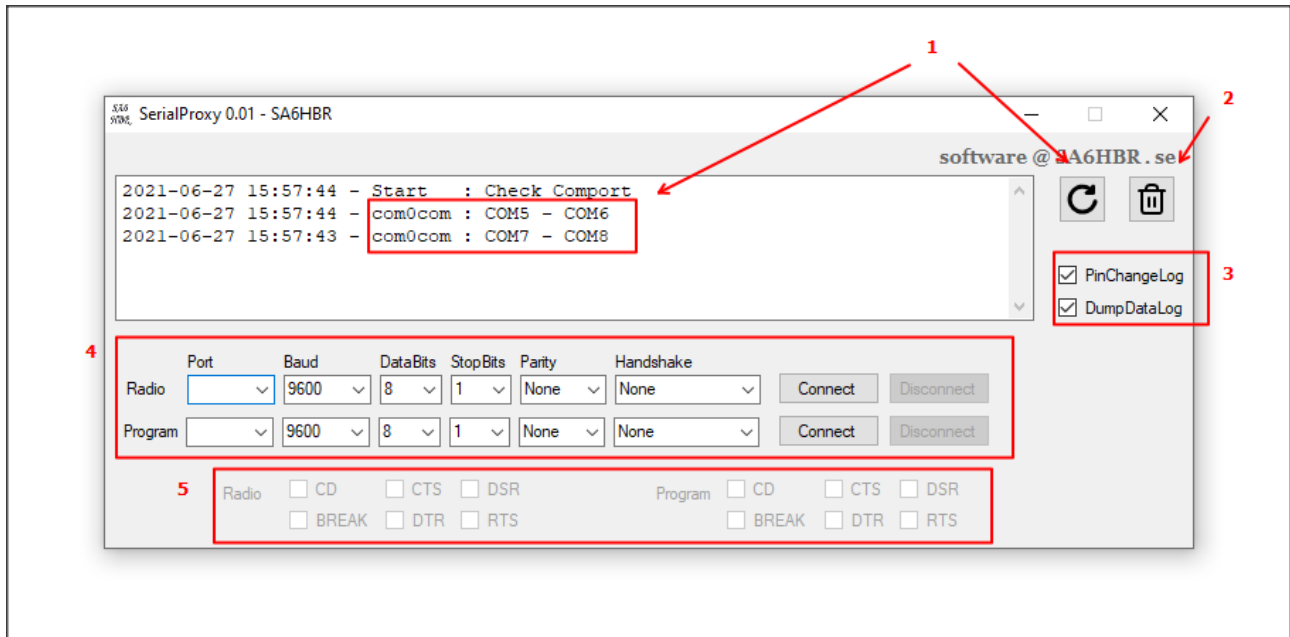 1
2
SA6
HBR
SerialProxy 0.01 - SA6HBR
software @ SA6HBR.se
2021-06-27 15:57:44 - Start   : Check Comport
2021-06-27 15:57:44 - com0com : COM5 - COM6
2021-06-27 15:57:43 - com0com : COM7 - COM8
PinChangeLog
3
DumpDataLog
4
Port Baud DataBits StopBits Parity Handshake
Radio 9600 8 1 None None Connect Disconnect
Program 9600 8 1 None None Connect Disconnect
5
Radio CD CTS DSR Program CD CTS DSR
BREAK DTR RTS BREAK DTR RTS